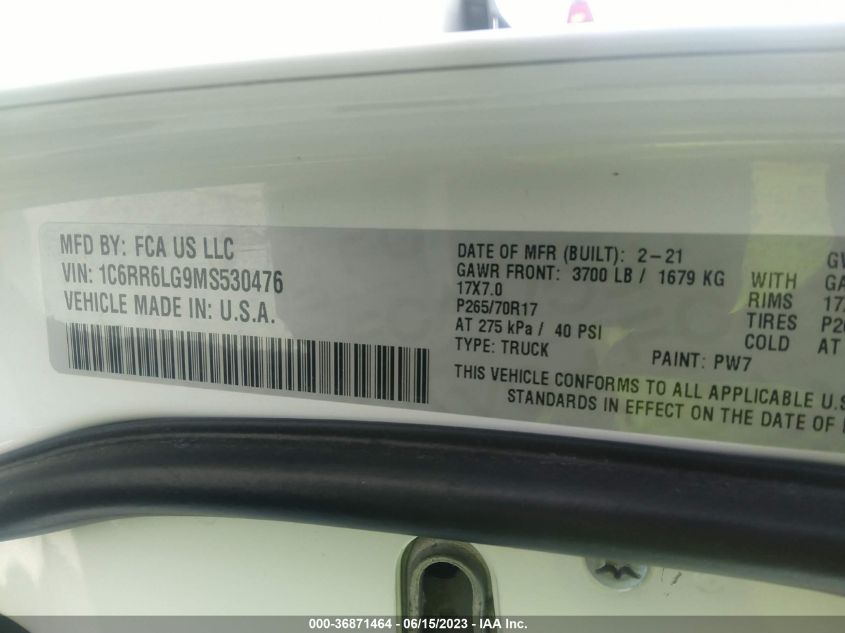 MFD BY: FCA US LLC
VIN: 1C6RR6LG9MS530476
VEHICLE MADE IN: U.S.A.
DATE OF MFR (BUILT): 2-21
GAWR FRONT: 3700 LB / 1679 KG WITH
17X7.0 RIMS 17
P265/70R17 TIRES
AT 275 kPa / 40 PSI COLD AT
TYPE: TRUCK PAINT: PW7
THIS VEHICLE CONFORMS TO ALL APPLICABLE U.S
STANDARDS IN EFFECT ON THE DATE OF
000-36871464 - 06/15/2023 - IAA Inc.